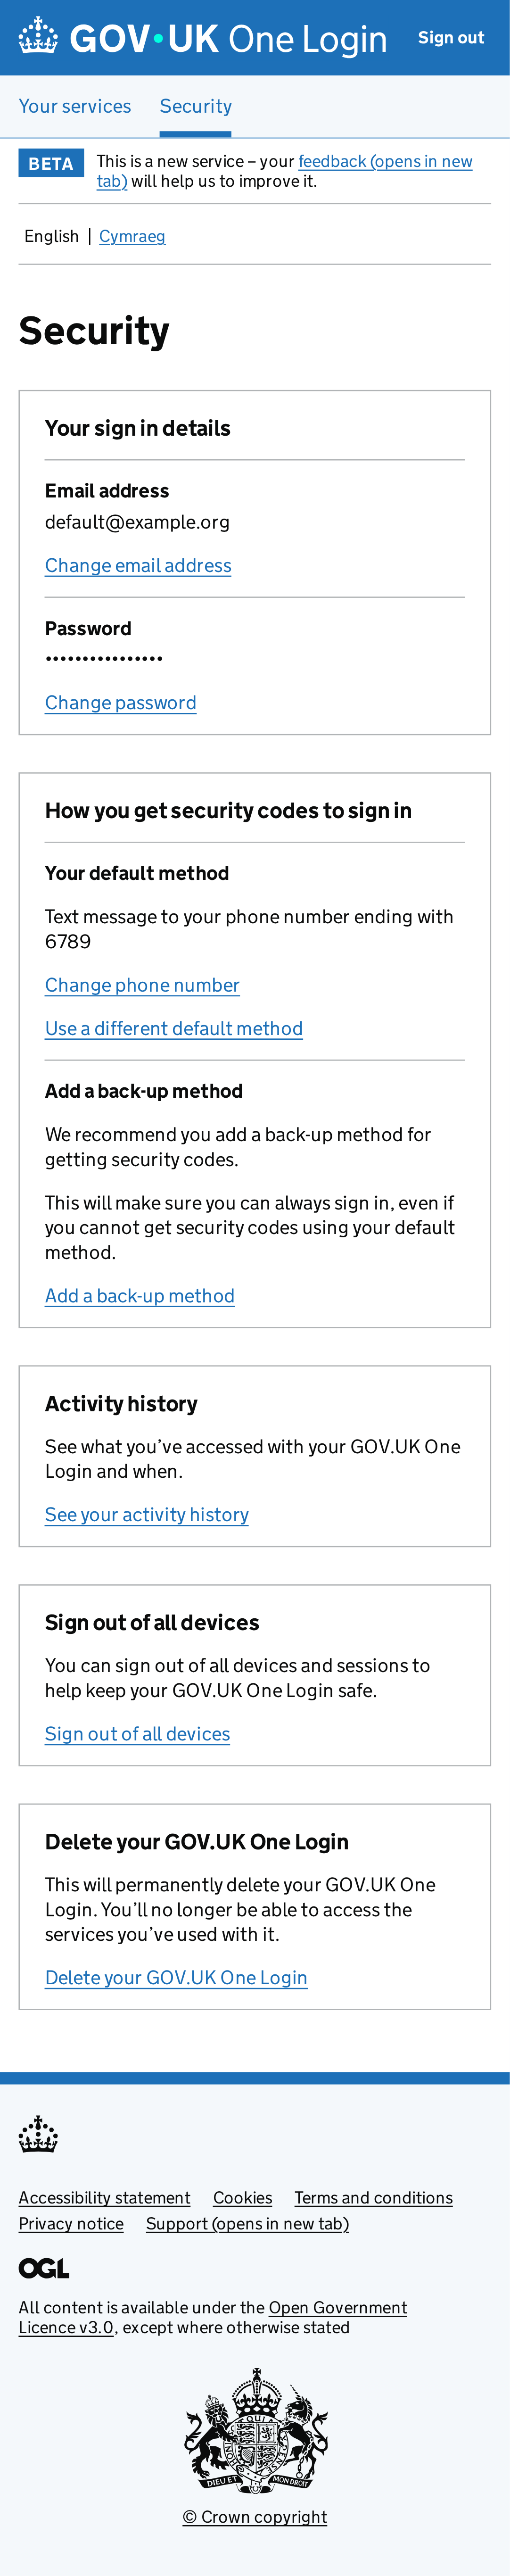 GOV·UK One Login
Sign out
Your services Security
BETA
This is a new service – your feedback (opens in new
tab) will help us to improve it.
English | Cymraeg
Security
Your sign in details
Email address
default@example.org
Change email address
Password
••••••••••••••••
Change password
How you get security codes to sign in
Your default method
Text message to your phone number ending with
6789
Change phone number
Use a different default method
Add a back-up method
We recommend you add a back-up method for
getting security codes.
This will make sure you can always sign in, even if
you cannot get security codes using your default
method.
Add a back-up method
Activity history
See what you’ve accessed with your GOV.UK One
Login and when.
See your activity history
Sign out of all devices
You can sign out of all devices and sessions to
help keep your GOV.UK One Login safe.
Sign out of all devices
Delete your GOV.UK One Login
This will permanently delete your GOV.UK One
Login. You’ll no longer be able to access the
services you’ve used with it.
Delete your GOV.UK One Login
Accessibility statement Cookies Terms and conditions
Privacy notice Support (opens in new tab)
OGL
All content is available under the Open Government
Licence v3.0, except where otherwise stated
DIEU ET MON DROIT
© Crown copyright